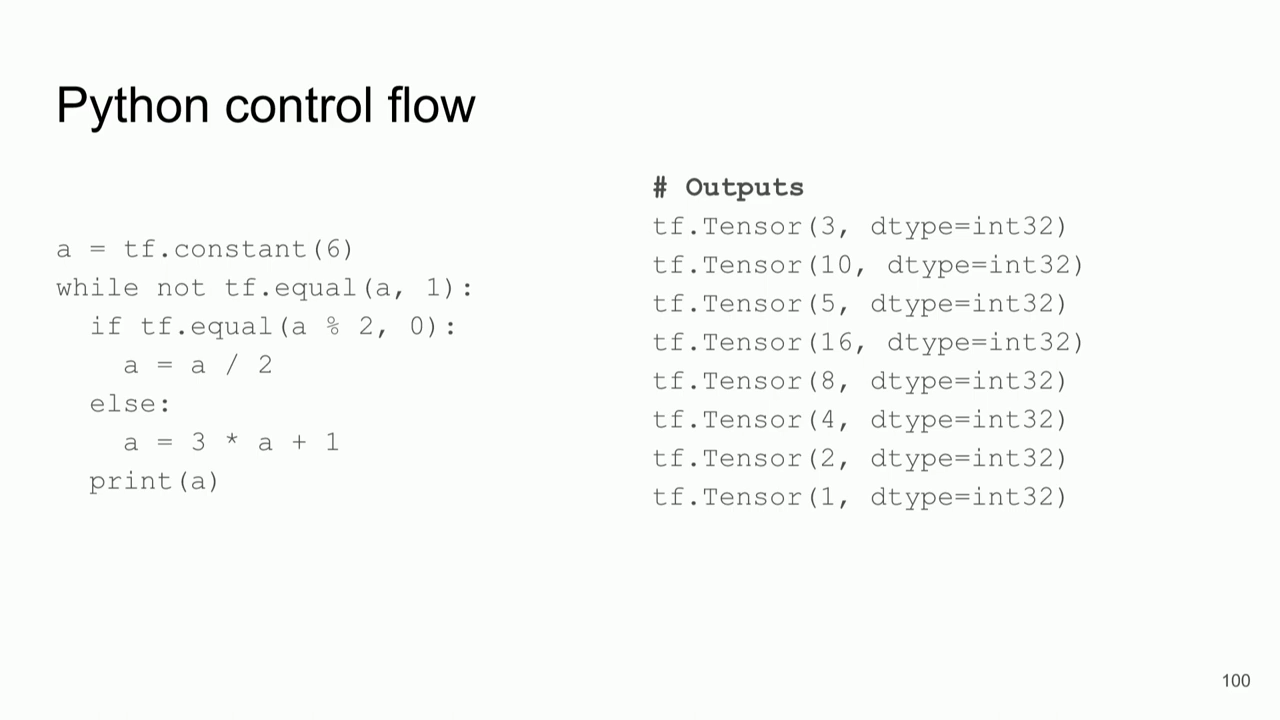 Python control flow
a = tf.constant(6)
while not tf.equal(a, 1):
  if tf.equal(a % 2, 0):
    a = a / 2
  else:
    a = 3 * a + 1
  print(a)
# Outputs
tf.Tensor(3, dtype=int32)
tf.Tensor(10, dtype=int32)
tf.Tensor(5, dtype=int32)
tf.Tensor(16, dtype=int32)
tf.Tensor(8, dtype=int32)
tf.Tensor(4, dtype=int32)
tf.Tensor(2, dtype=int32)
tf.Tensor(1, dtype=int32)
100